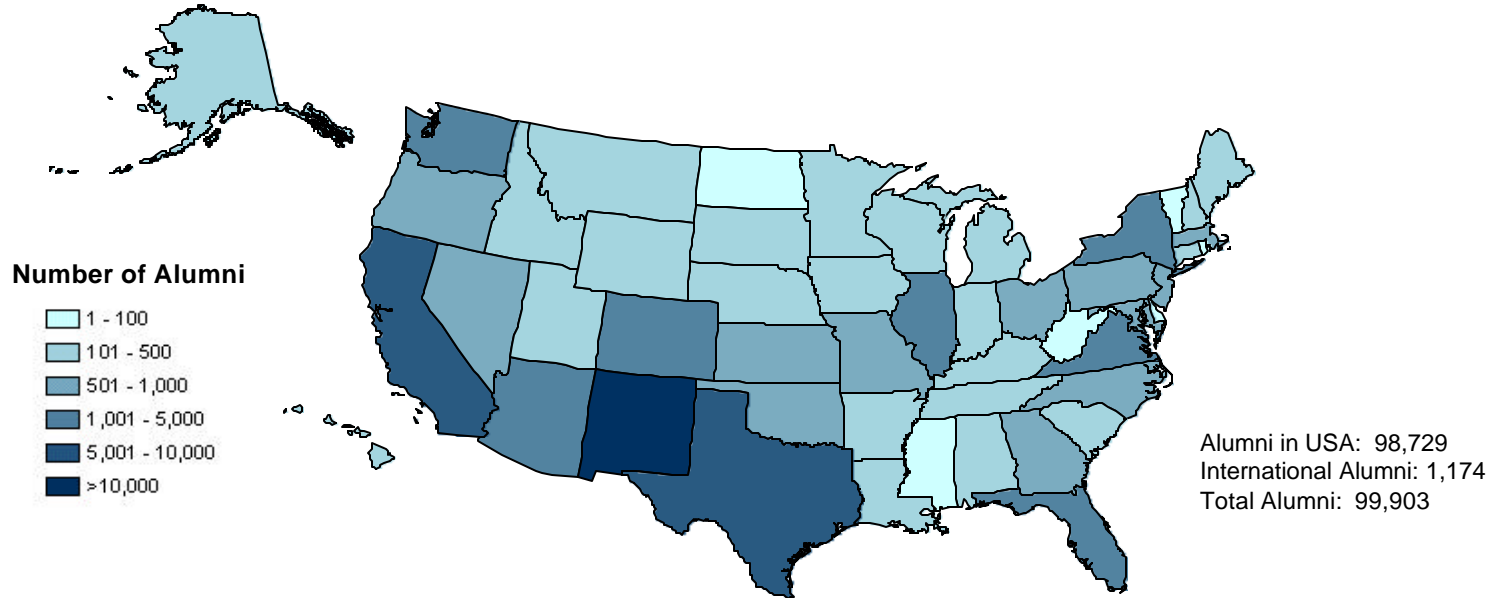 Number of Alumni
1 - 100
101 - 500
501 - 1,000
1,001 - 5,000
5,001 - 10,000
>10,000
Alumni in USA: 98,729
International Alumni: 1,174
Total Alumni: 99,903